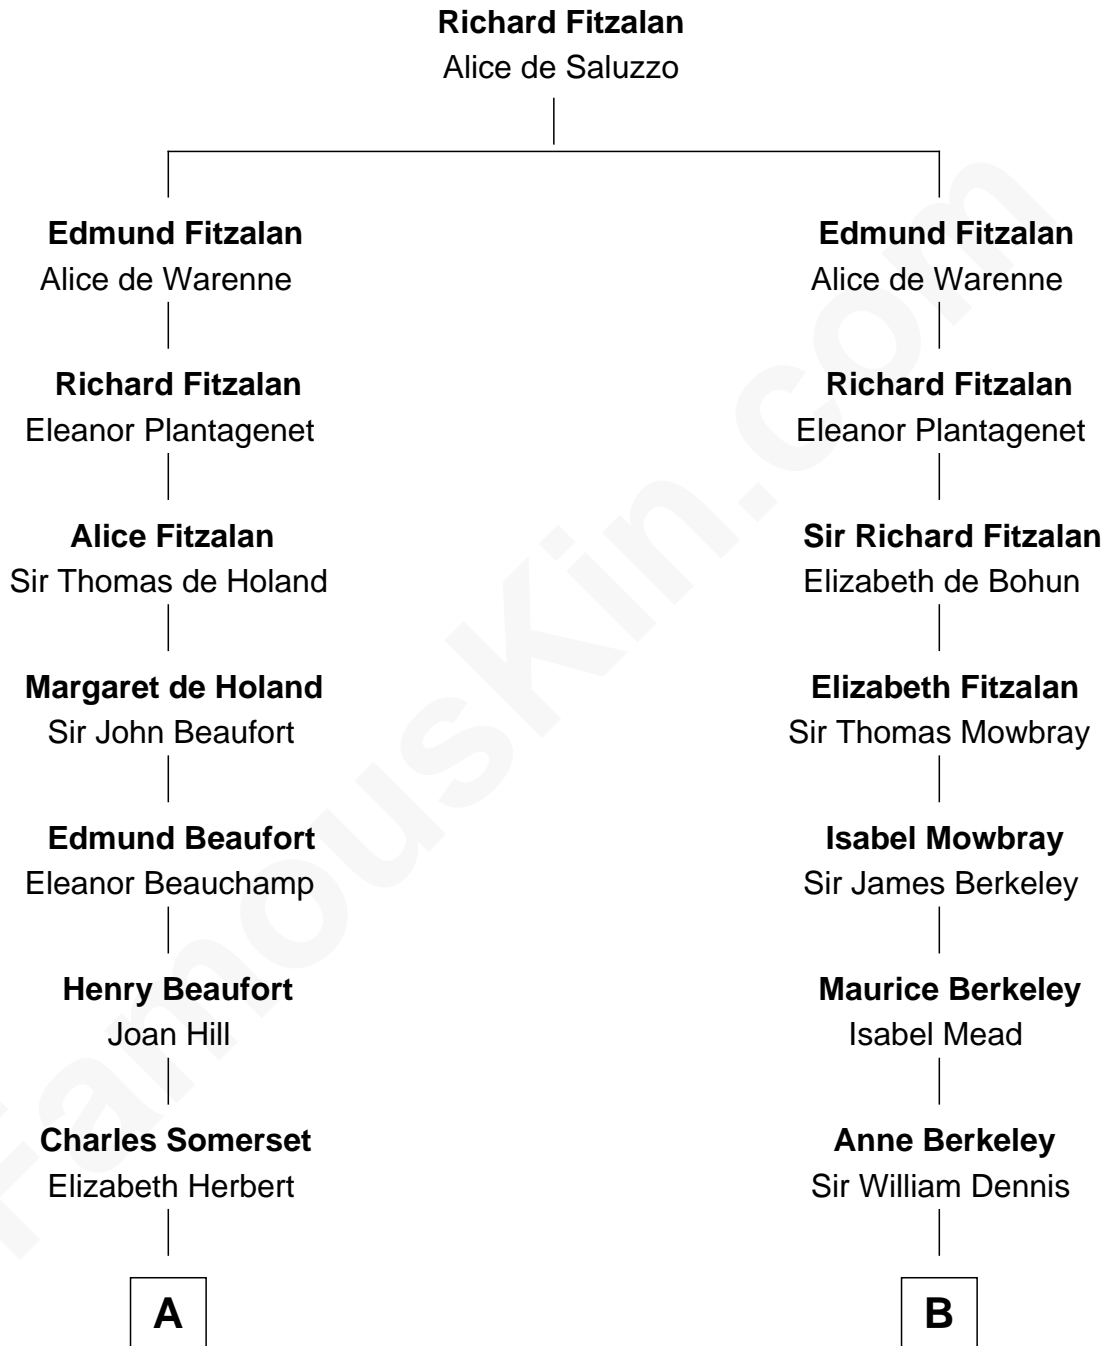 Richard Fitzalan
Alice de Saluzzo
Edmund Fitzalan
Alice de Warenne
Richard Fitzalan
Eleanor Plantagenet
Alice Fitzalan
Sir Thomas de Holand
Margaret de Holand
Sir John Beaufort
Edmund Beaufort
Eleanor Beauchamp
Henry Beaufort
Joan Hill
Charles Somerset
Elizabeth Herbert
A
Edmund Fitzalan
Alice de Warenne
Richard Fitzalan
Eleanor Plantagenet
Sir Richard Fitzalan
Elizabeth de Bohun
Elizabeth Fitzalan
Sir Thomas Mowbray
Isabel Mowbray
Sir James Berkeley
Maurice Berkeley
Isabel Mead
Anne Berkeley
Sir William Dennis
B
FamousKin.com